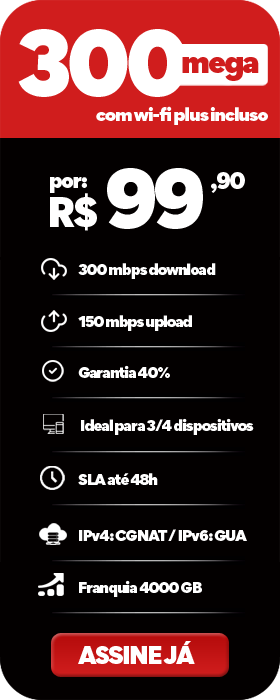 300 mega
com wi-fi plus incluso
por:
R$ 99,90
300 mbps download
150 mbps upload
Garantia 40%
Ideal para 3/4 dispositivos
SLA até 48h
IPv4: CGNAT / IPv6: GUA
Franquia 4000 GB
ASSINE JÁ